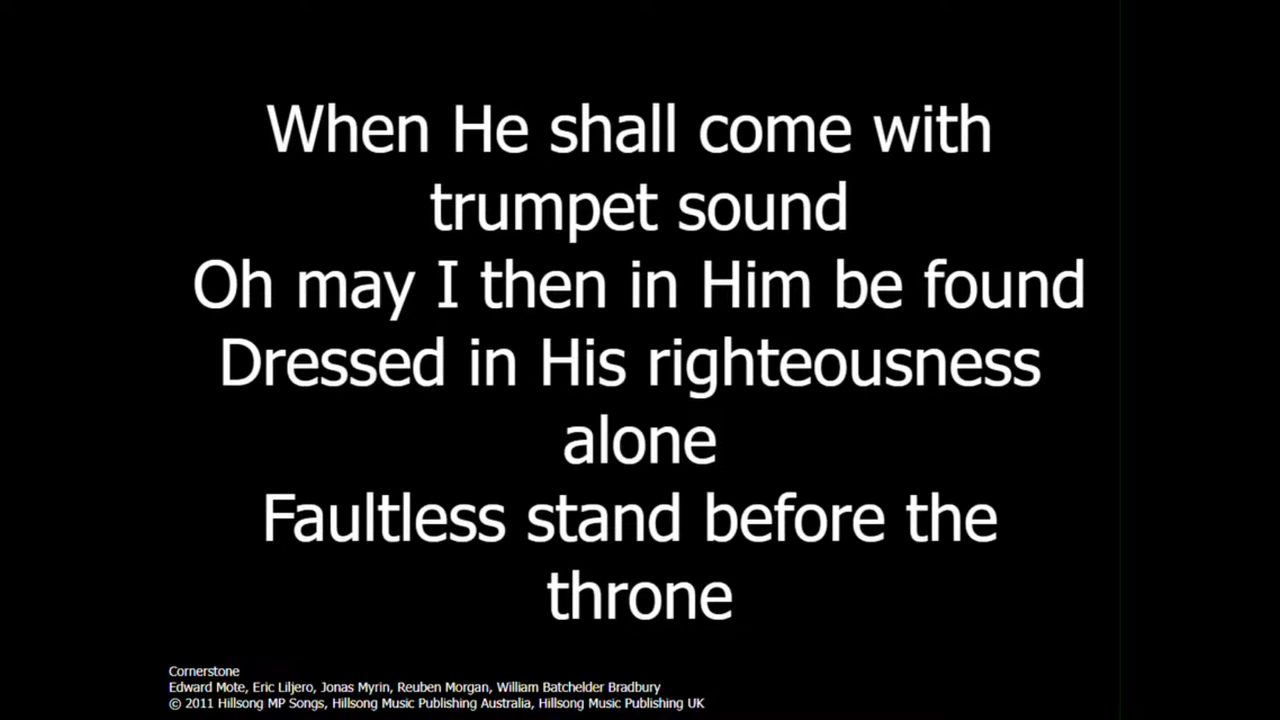 When He shall come with
trumpet sound
Oh may I then in Him be found
Dressed in His righteousness
alone
Faultless stand before the
throne
Cornerstone
Edward Mote, Eric Liljero, Jonas Myrin, Reuben Morgan, William Batchelder Bradbury
© 2011 Hillsong MP Songs, Hillsong Music Publishing Australia, Hillsong Music Publishing UK